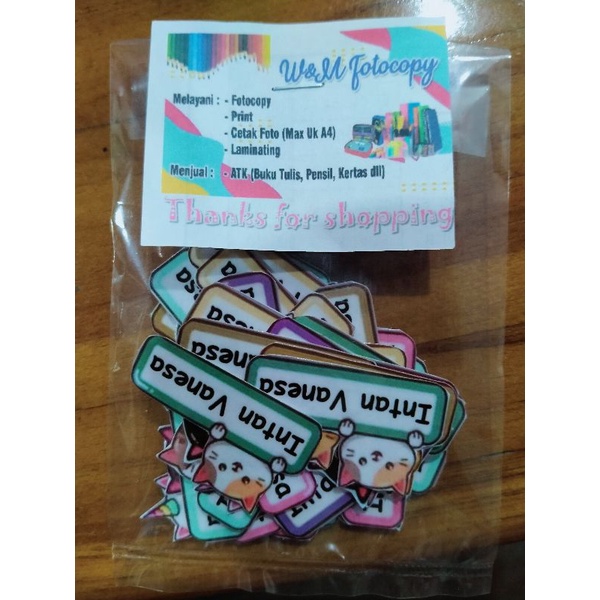 W&M Fotocopy
Melayani : - Fotocopy
- Print
- Cetak Foto (Max Uk A4)
- Laminating
Menjual : - ATK (Buku Tulis, Pensil, Kertas dll)
Thanks for shopping
Intan Vanesa
Intan Vanesa